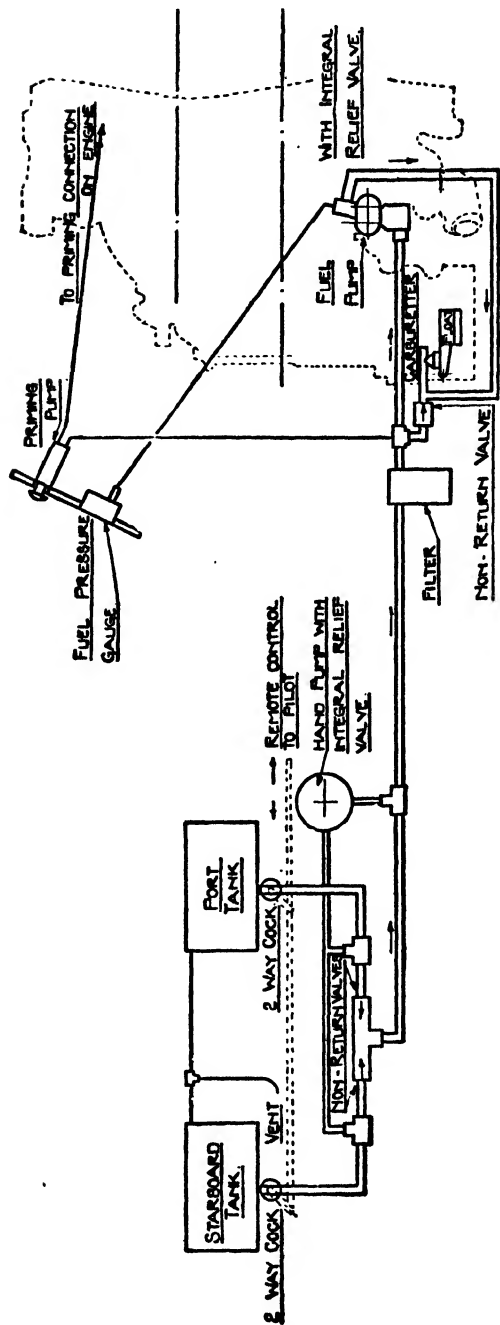 STARBOARD
TANK.
PORT
TANK
VENT
2 WAY COCK
2 WAY COCK
REMOTE CONTROL
TO PILOT
HAND PUMP WITH
INTEGRAL RELIEF
VALVE.
NON-RETURN VALVES
FUEL PRESSURE
GAUGE
PRIMING
PUMP
TO PRIMING CONNECTION
ON ENGINE
WITH INTEGRAL
RELIEF VALVE.
FUEL
PUMP
CARBURETTER
FLOAT
FILTER
NON-RETURN VALVE